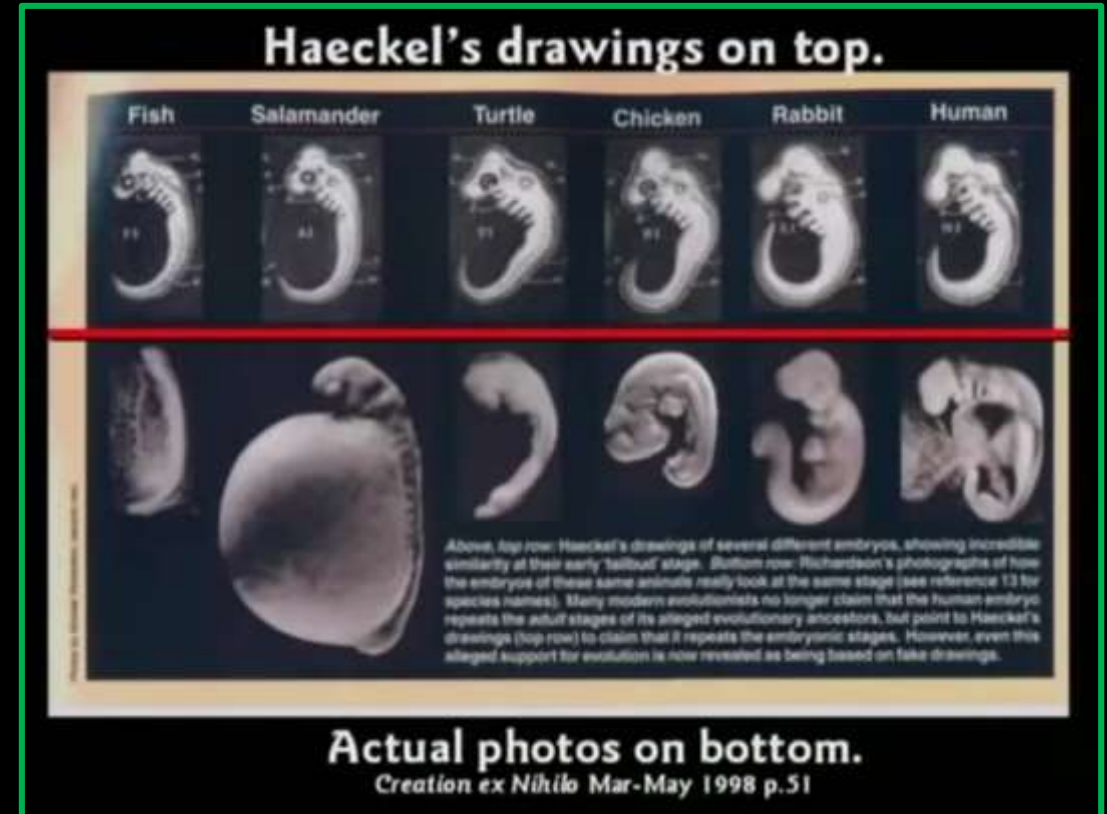 Haeckel's drawings on top.
Fish Salamander Turtle Chicken Rabbit Human
Above, top row: Haeckel's drawings of several different embryos, showing incredible
similarity at their early 'tailbud' stage. Bottom row: Richardson's photographs of how
the embryos of these same animals really look at the same stage (see reference 13 for
species names). Many modern evolutionists no longer claim that the human embryo
repeats the adult stages of its alleged evolutionary ancestors, but point to Haeckel's
drawings (top row) to claim that it repeats the embryonic stages. However, even this
alleged support for evolution is now revealed as being based on fake drawings.
Actual photos on bottom.
Creation ex Nihilo Mar-May 1998 p.51